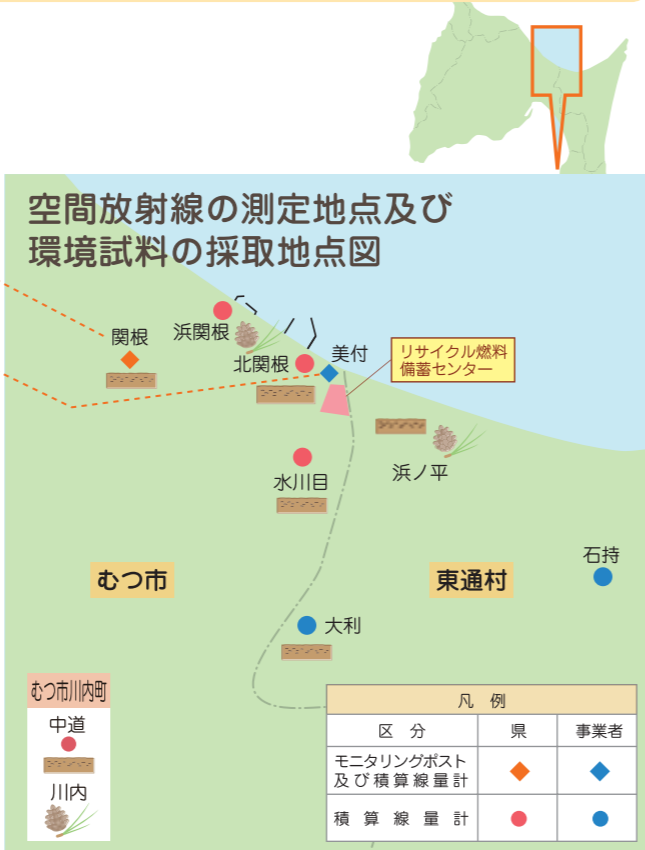 空間放射線の測定地点及び
環境試料の採取地点図
関根
浜関根
北関根
美付
リサイクル燃料
備蓄センター
水川目
浜ノ平
むつ市
東通村
石持
大利
むつ市川内町
中道
川内
凡 例
区 分 県 事業者
モニタリングポスト
及び積算線量計
積算線量計